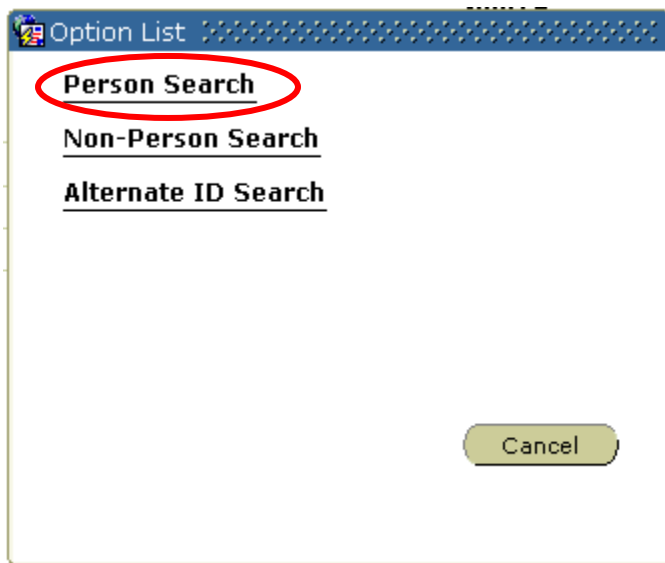 Option List
Person Search
Non-Person Search
Alternate ID Search
Cancel